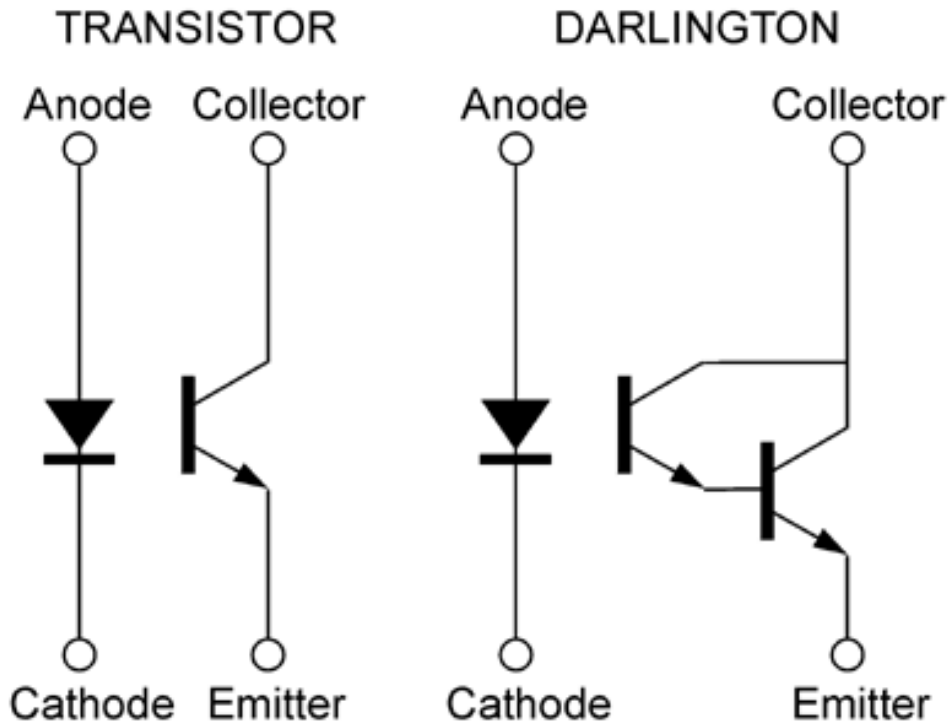 TRANSISTOR DARLINGTON
Anode Collector Anode Collector
Cathode Emitter Cathode Emitter